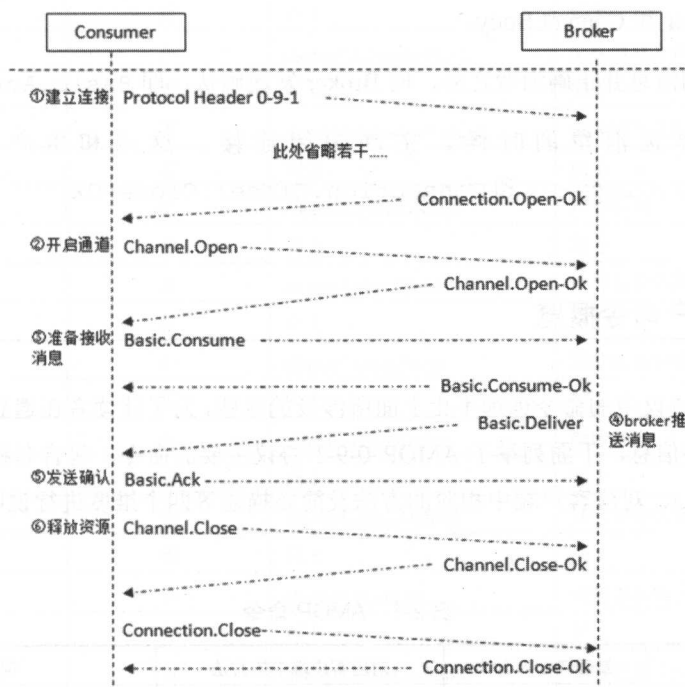 Consumer
Broker
①建立连接
Protocol Header 0-9-1
此处省略若干.....
Connection.Open-Ok
②开启通道
Channel.Open
Channel.Open-Ok
③准备接收
消息
Basic.Consume
Basic.Consume-Ok
Basic.Deliver
④broker推
送消息
⑤发送确认
Basic.Ack
⑥释放资源
Channel.Close
Channel.Close-Ok
Connection.Close
Connection.Close-Ok